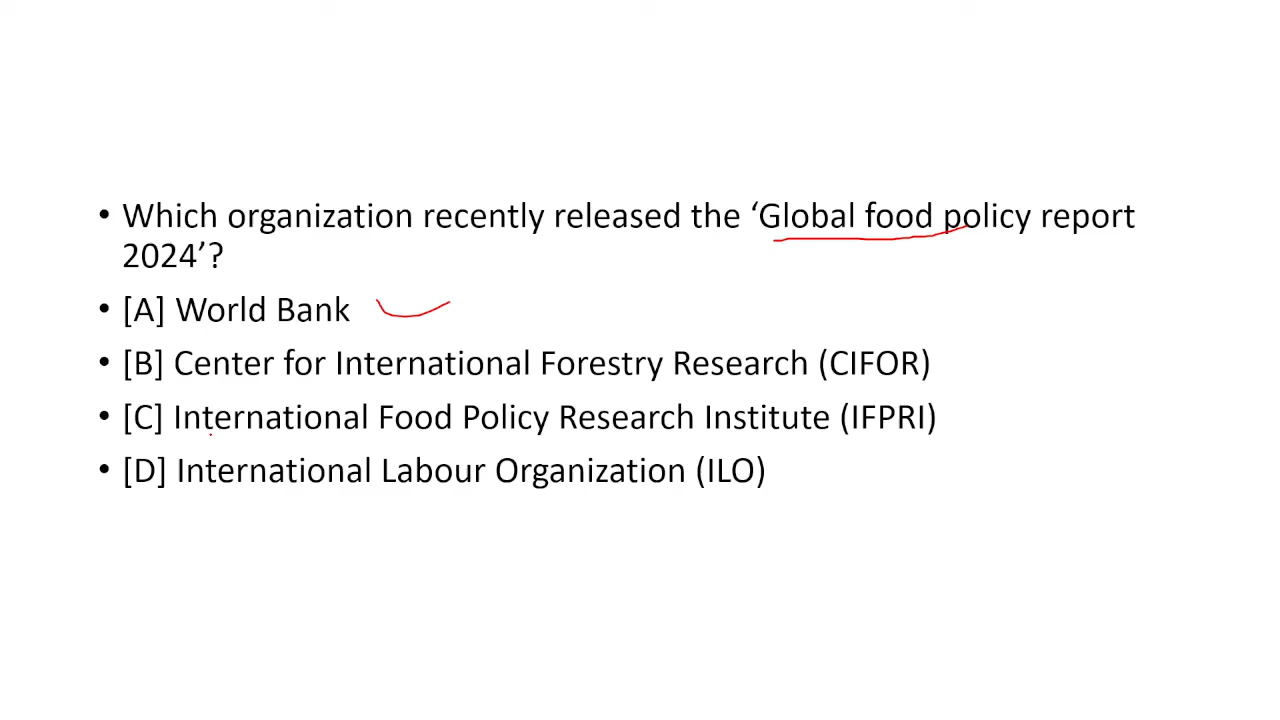 • Which organization recently released the ‘Global food policy report
2024’?
• [A] World Bank
• [B] Center for International Forestry Research (CIFOR)
• [C] International Food Policy Research Institute (IFPRI)
• [D] International Labour Organization (ILO)